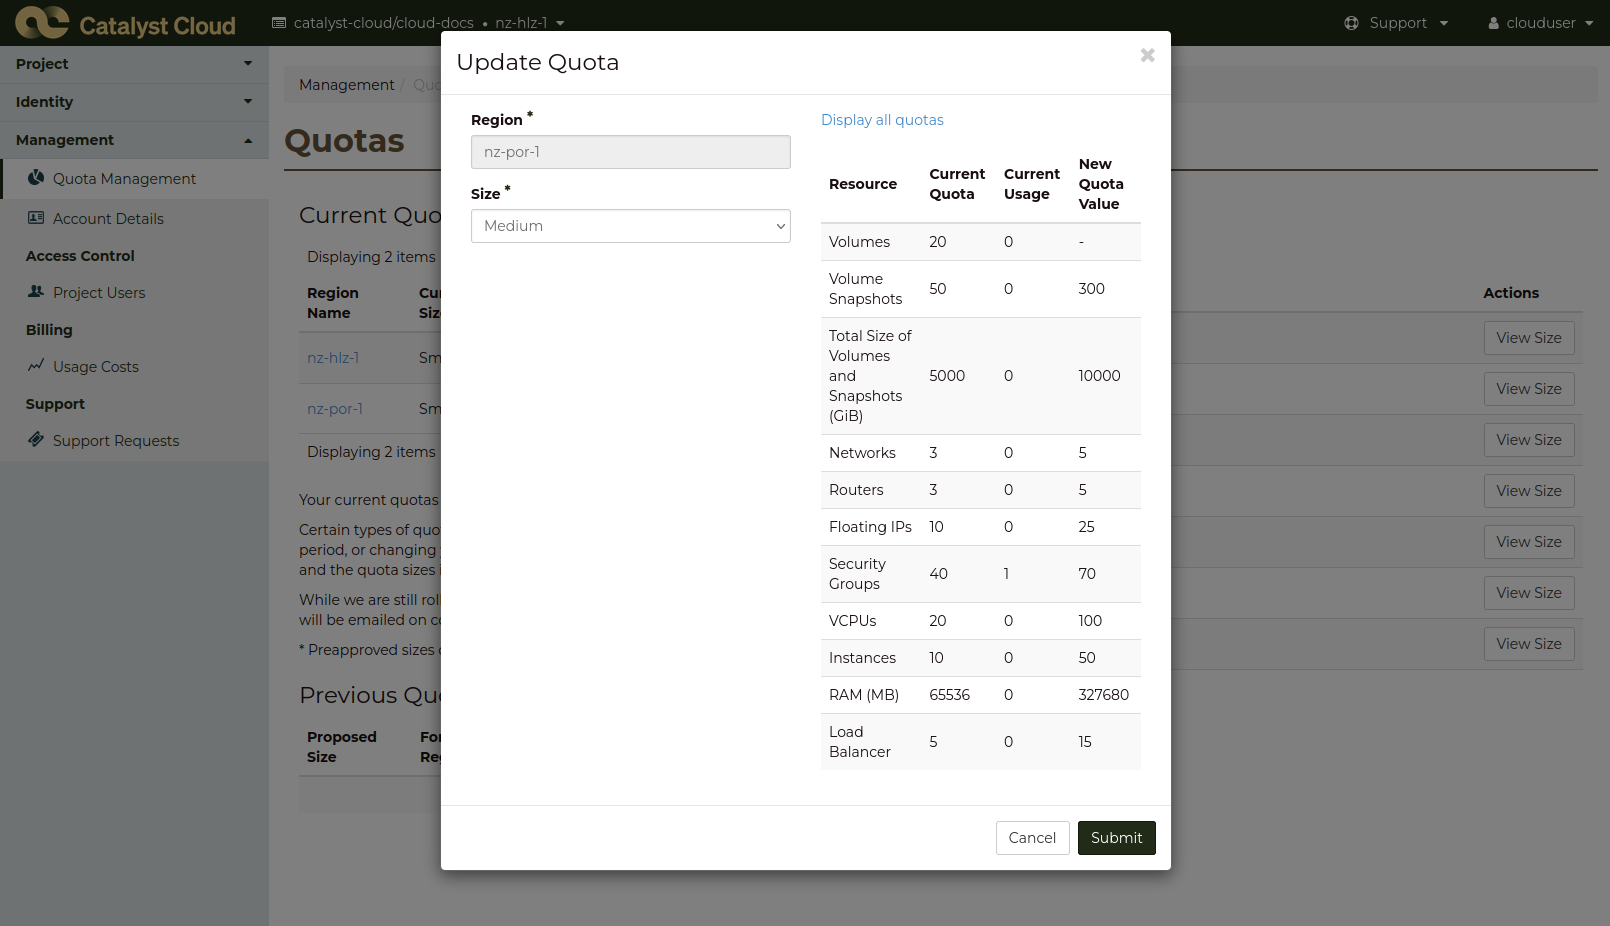 Catalyst Cloud
catalyst-cloud/cloud-docs • nz-hlz-1
Support
clouduser
Project
Identity
Management
Quota Management
Account Details
Access Control
Project Users
Billing
Usage Costs
Support
Support Requests
Management /
Quotas
Current Quo
Displaying 2 items
Region
Name
Actions
nz-hlz-1
Sm
nz-por-1
Sm
Displaying 2 items
View Size
View Size
View Size
View Size
View Size
View Size
View Size
Your current quotas
Certain types of quo
period, or changing
and the quota sizes
While we are still roll
will be emailed on c
* Preapproved sizes
Previous Qu
Proposed
Size
Update Quota
×
Region *
nz-por-1
Size *
Medium
Display all quotas
Resource
Current
Quota
Current
Usage
New
Quota
Value
Volumes 20 0 -
Volume
Snapshots 50 0 300
Total Size of
Volumes
and 5000 0 10000
Snapshots
(GiB)
Networks 3 0 5
Routers 3 0 5
Floating IPs 10 0 25
Security
Groups 40 1 70
VCPUs 20 0 100
Instances 10 0 50
RAM (MB) 65536 0 327680
Load
Balancer 5 0 15
Cancel
Submit